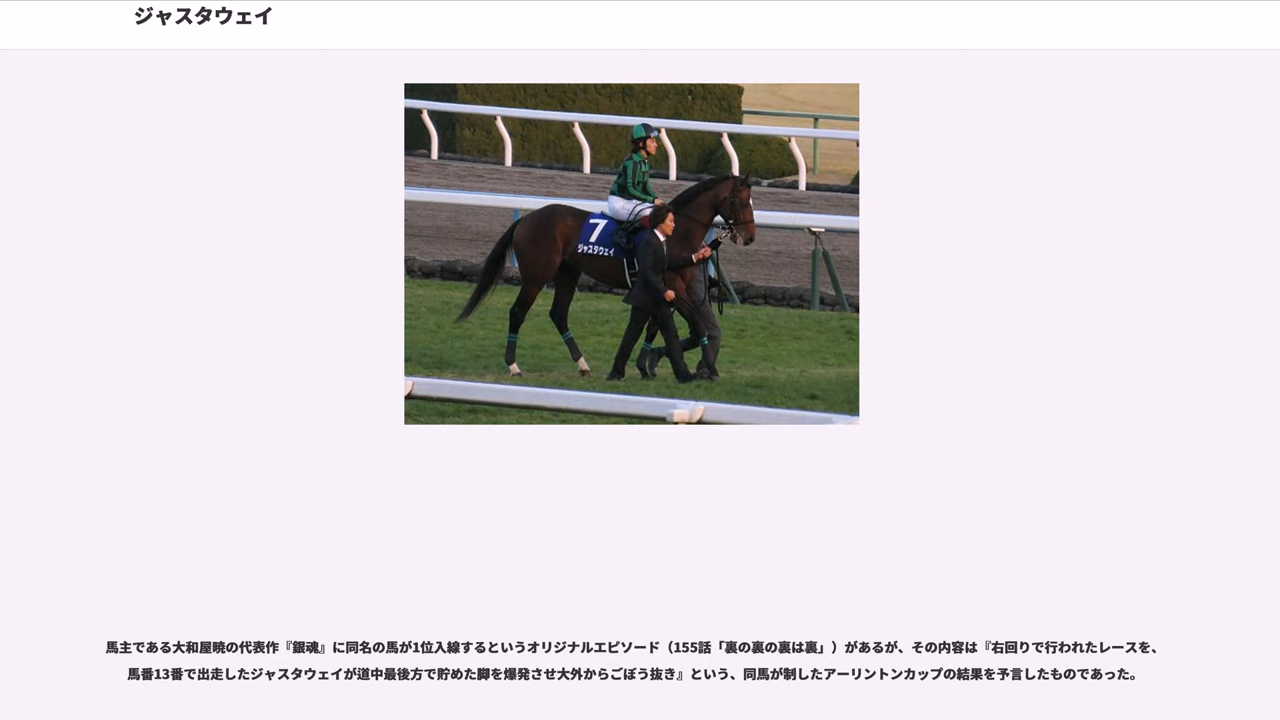 ジャスタウェイ
7
ジャスタウェイ
馬主である大和屋暁の代表作『銀魂』に同名の馬が1位入線するというオリジナルエピソード（155話「裏の裏の裏は裏」）があるが、その内容は『右回りで行われたレースを、
馬番13番で出走したジャスタウェイが道中最後方で貯めた脚を爆発させ大外からごぼう抜き』という、同馬が制したアーリントンカップの結果を予言したものであった。